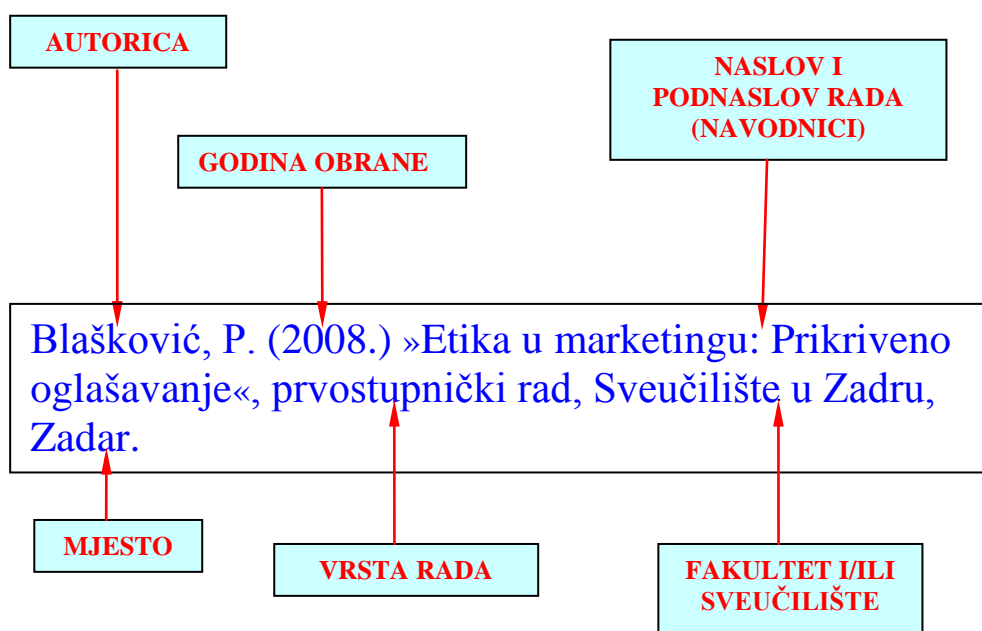 AUTORICA
NASLOV I
PODNASLOV RADA
(NAVODNICI)
GODINA OBRANE
Blašković, P. (2008.) »Etika u marketingu: Prikriveno
oglašavanje«, prvostupnički rad, Sveučilište u Zadru,
Zadar.
MJESTO
VRSTA RADA
FAKULTET I/ILI
SVEUČILIŠTE